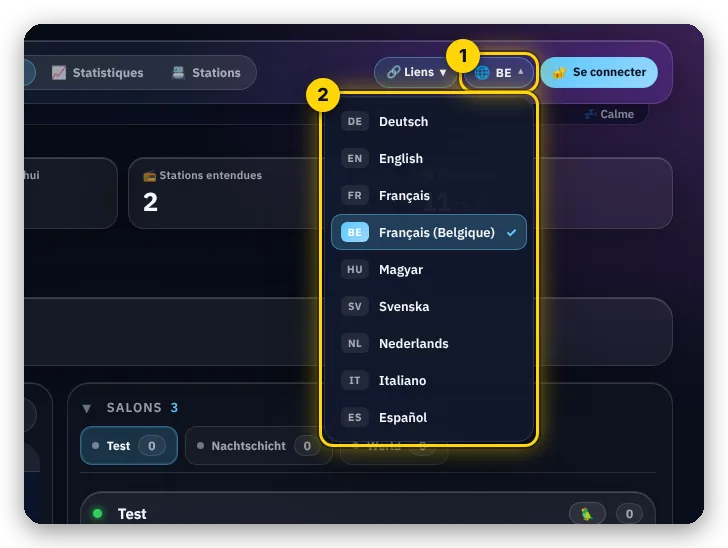 1
Statistiques
Stations
Liens ▾
BE
Se connecter
2
Calme
hui
Stations entendues
2
DE Deutsch
EN English
FR Français
BE Français (Belgique) ✓
HU Magyar
SV Svenska
NL Nederlands
IT Italiano
ES Español
▼ SALONS 3
Test 0
Nachtschicht 0
World 0
Test
0